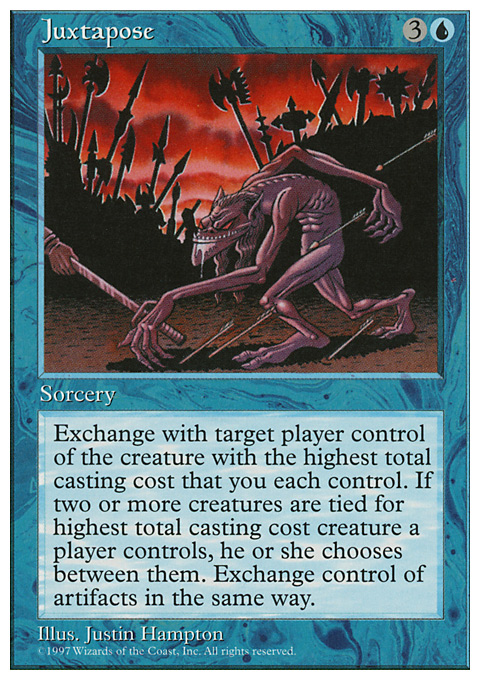 Juxtapose
3
Sorcery
Exchange with target player control
of the creature with the highest total
casting cost that you each control. If
two or more creatures are tied for
highest total casting cost creature a
player controls, he or she chooses
between them. Exchange control of
artifacts in the same way.
Illus. Justin Hampton
©1997 Wizards of the Coast, Inc. All rights reserved.